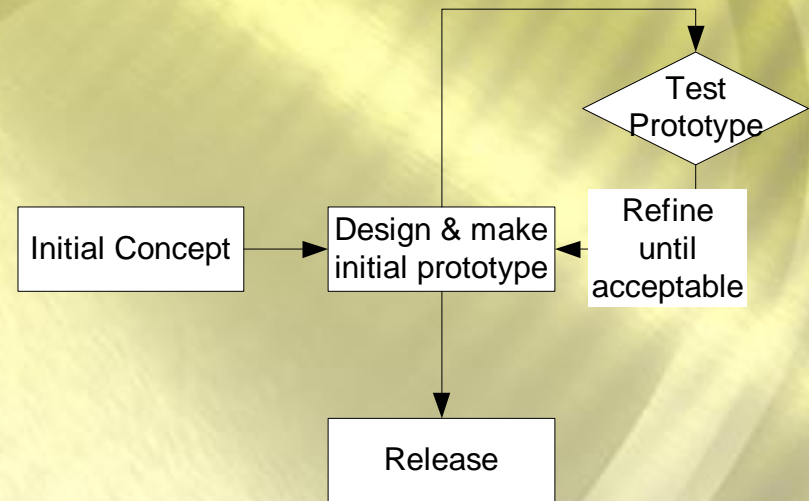 Test
Prototype
Initial Concept
Design & make
initial prototype
Refine
until
acceptable
Release